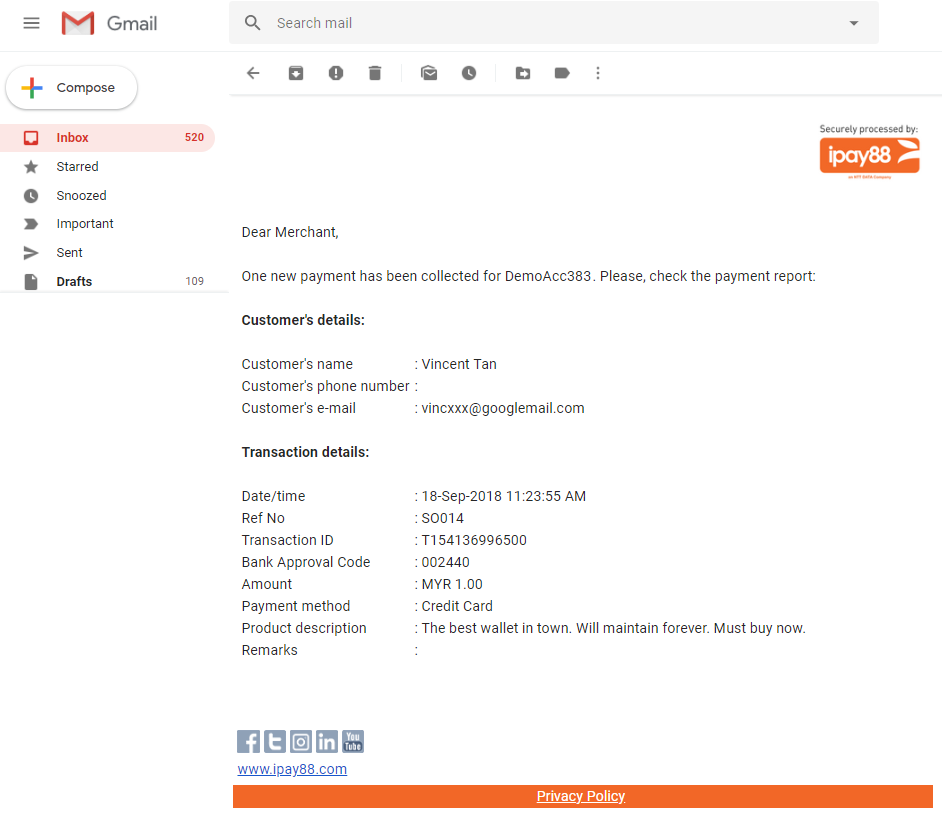 Gmail
Search mail
Compose
Inbox 520
Starred
Snoozed
Important
Sent
Drafts 109
Securely processed by:
ipay88
an NTT DATA Company
Dear Merchant,
One new payment has been collected for DemoAcc383. Please, check the payment report:
Customer's details:
Customer's name : Vincent Tan
Customer's phone number :
Customer's e-mail : vincxxx@googlemail.com
Transaction details:
Date/time : 18-Sep-2018 11:23:55 AM
Ref No : SO014
Transaction ID : T154136996500
Bank Approval Code : 002440
Amount : MYR 1.00
Payment method : Credit Card
Product description : The best wallet in town. Will maintain forever. Must buy now.
Remarks :
You Tube
www.ipay88.com
Privacy Policy